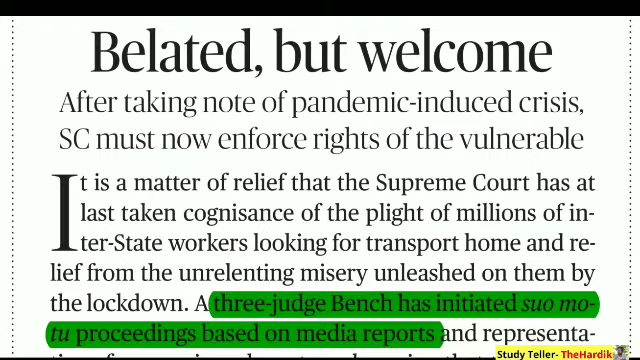 Belated, but welcome
After taking note of pandemic-induced crisis,
SC must now enforce rights of the vulnerable
It is a matter of relief that the Supreme Court has at
last taken cognisance of the plight of millions of in-
ter-State workers looking for transport home and re-
lief from the unrelenting misery unleashed on them by
the lockdown. A three-judge Bench has initiated suo mo-
tu proceedings based on media reports and representa-
Study Teller- TheHardik